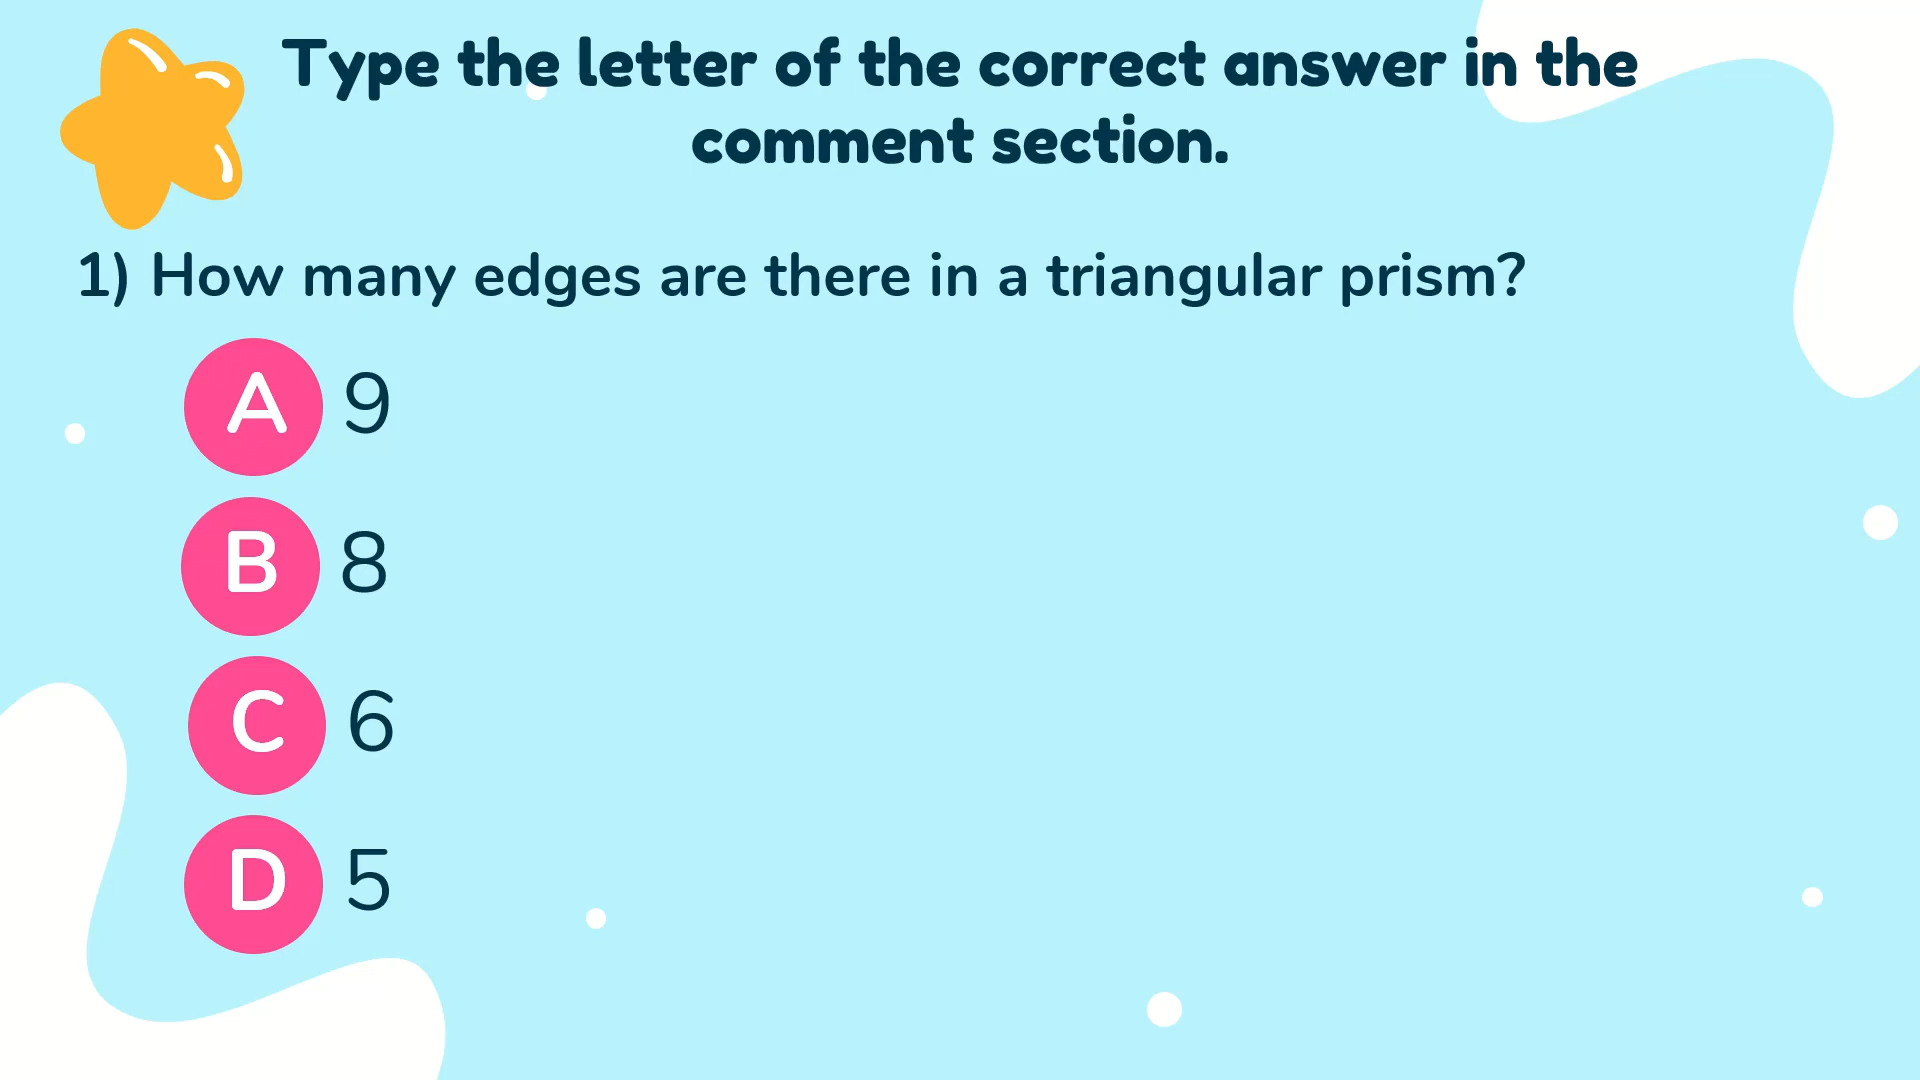 Type the letter of the correct answer in the
comment section.
1) How many edges are there in a triangular prism?
A 9
B 8
C 6
D 5